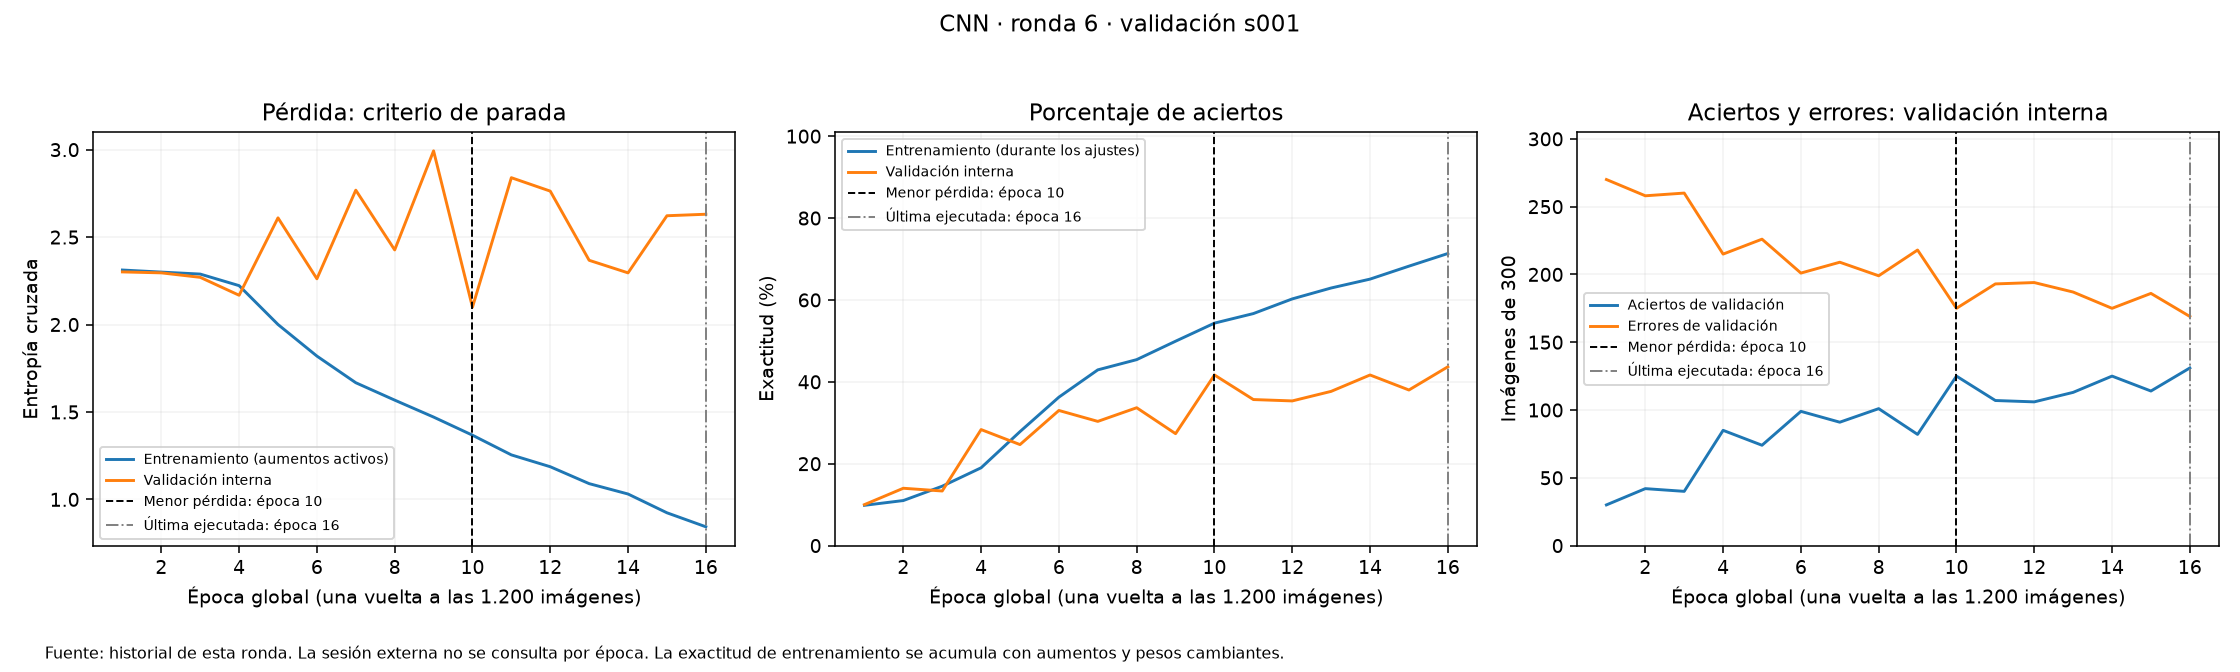 CNN · ronda 6 · validación s001
Pérdida: criterio de parada
Entropía cruzada
3.0
2.5
2.0
1.5
1.0
Entrenamiento (aumentos activos)
Validación interna
Menor pérdida: época 10
Última ejecutada: época 16
2 4 6 8 10 12 14 16
Época global (una vuelta a las 1.200 imágenes)
Porcentaje de aciertos
Exactitud (%)
100
80
60
40
20
0
Entrenamiento (durante los ajustes)
Validación interna
Menor pérdida: época 10
Última ejecutada: época 16
2 4 6 8 10 12 14 16
Época global (una vuelta a las 1.200 imágenes)
Aciertos y errores: validación interna
Imágenes de 300
300
250
200
150
100
50
0
Aciertos de validación
Errores de validación
Menor pérdida: época 10
Última ejecutada: época 16
2 4 6 8 10 12 14 16
Época global (una vuelta a las 1.200 imágenes)
Fuente: historial de esta ronda. La sesión externa no se consulta por época. La exactitud de entrenamiento se acumula con aumentos y pesos cambiantes.